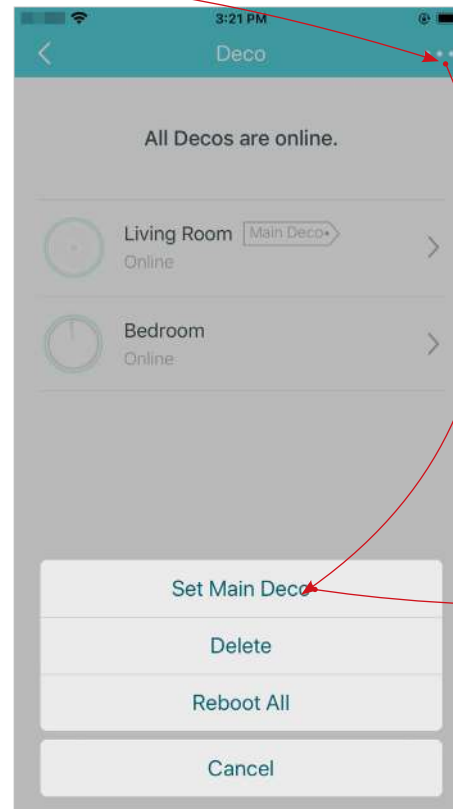 3:21 PM
Deco
All Decos are online.
Living Room Main Deco
Online
Bedroom
Online
Set Main Deco
Delete
Reboot All
Cancel